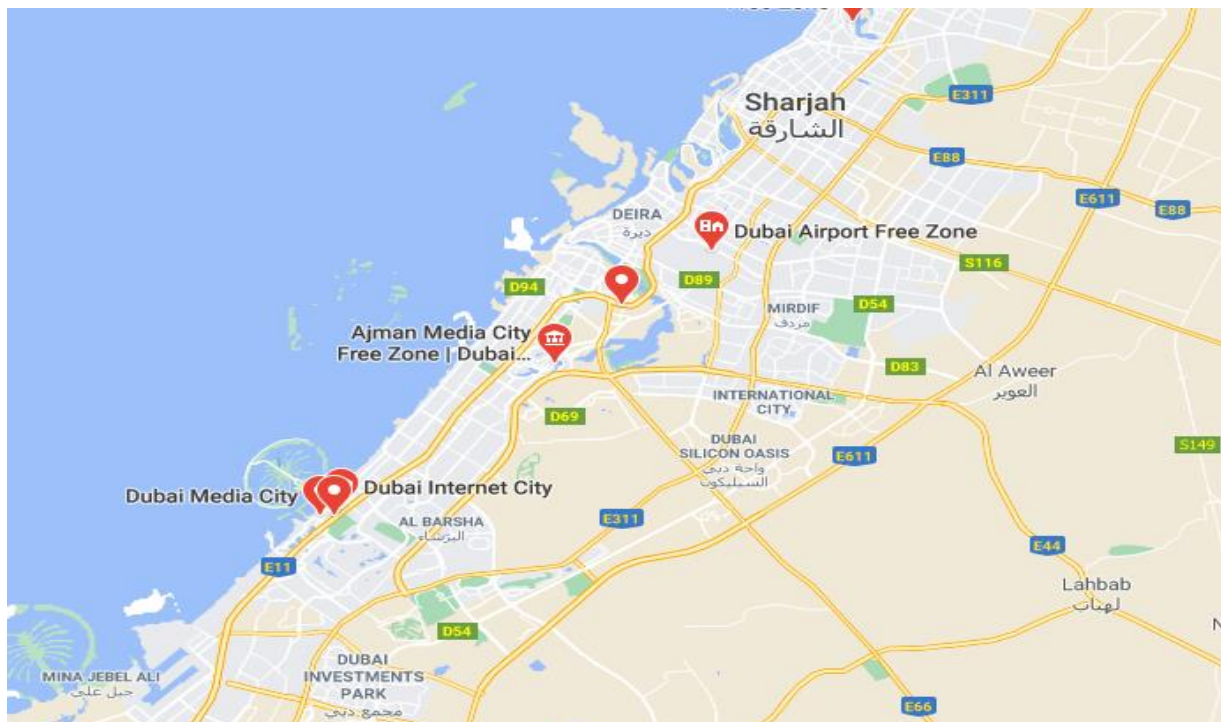 Sharjah
الشارقة
E311
E88
E611
E88
DEIRA
ديرة
Dubai Airport Free Zone
S116
D94
D89
MIRDIF
مردف
D54
Ajman Media City
Free Zone | Dubai...
D83
Al Aweer
العوير
INTERNATIONAL
CITY
D69
DUBAI
SILICON OASIS
واحة دبي
السيليكون
E611
S149
Dubai Media City
Dubai Internet City
AL BARSHA
البرشاء
E311
E44
E11
Lahbab
لهباب
D54
N
DUBAI
INVESTMENTS
PARK
مجمع دبي
MINA JEBEL ALI
جبل علي
E66